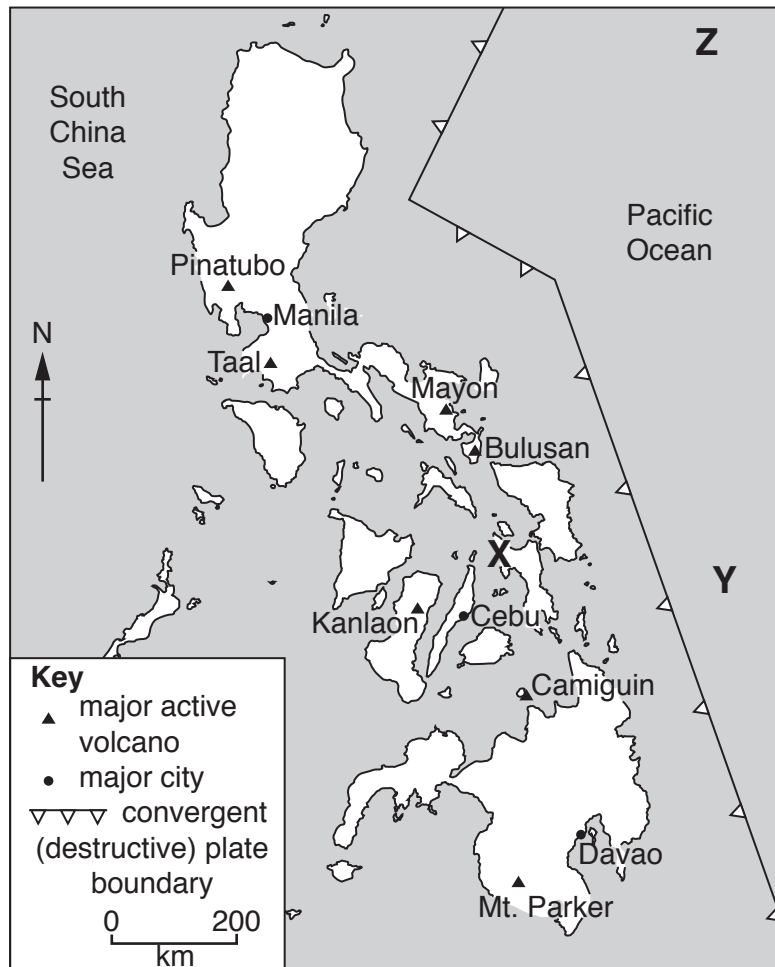 Z
South
China
Sea
Pacific
Ocean
Pinatubo
Manila
N
Taal
Mayon
Bulusan
X
Y
Kanlaon
Cebu
Camiguin
Davao
Mt. Parker
Key
major active
volcano
major city
convergent
(destructive) plate
boundary
0 200
km